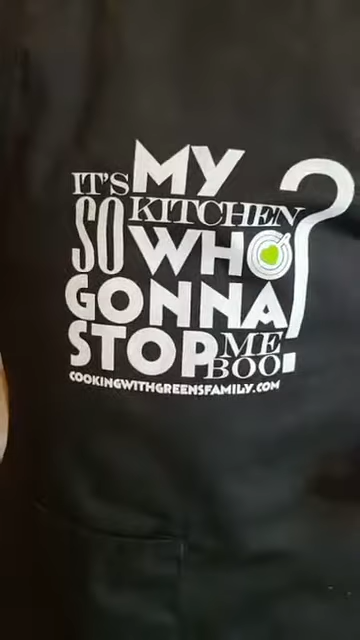 IT'S MY
KITCHEN
SO WHO
GONNA
STOP ME
BOO?
COOKINGWITHGREENSFAMILY.COM